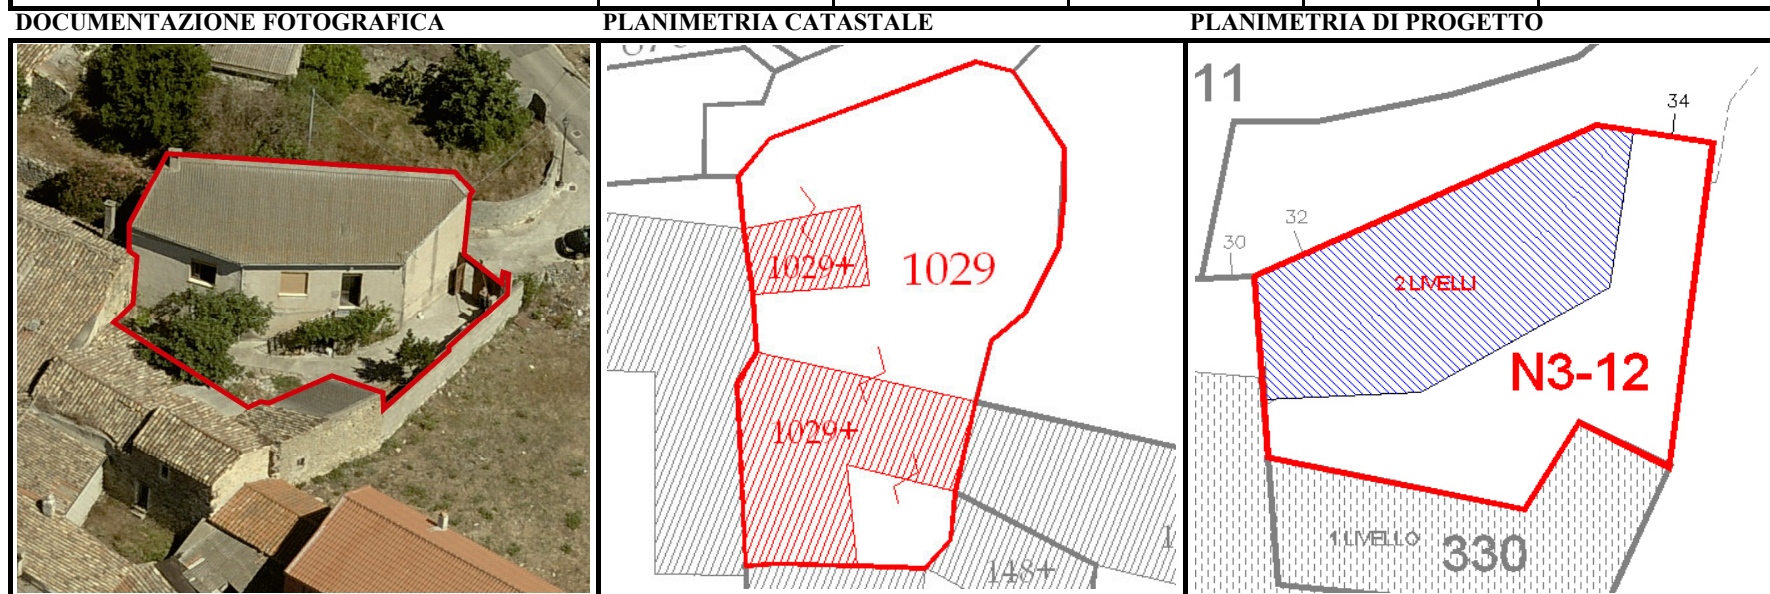 DOCUMENTAZIONE FOTOGRAFICA
PLANIMETRIA CATASTALE
PLANIMETRIA DI PROGETTO
1029+
1029
1029+
148+
1
11
34
32
30
2 LIVELLI
N3-12
1 LIVELLO
330